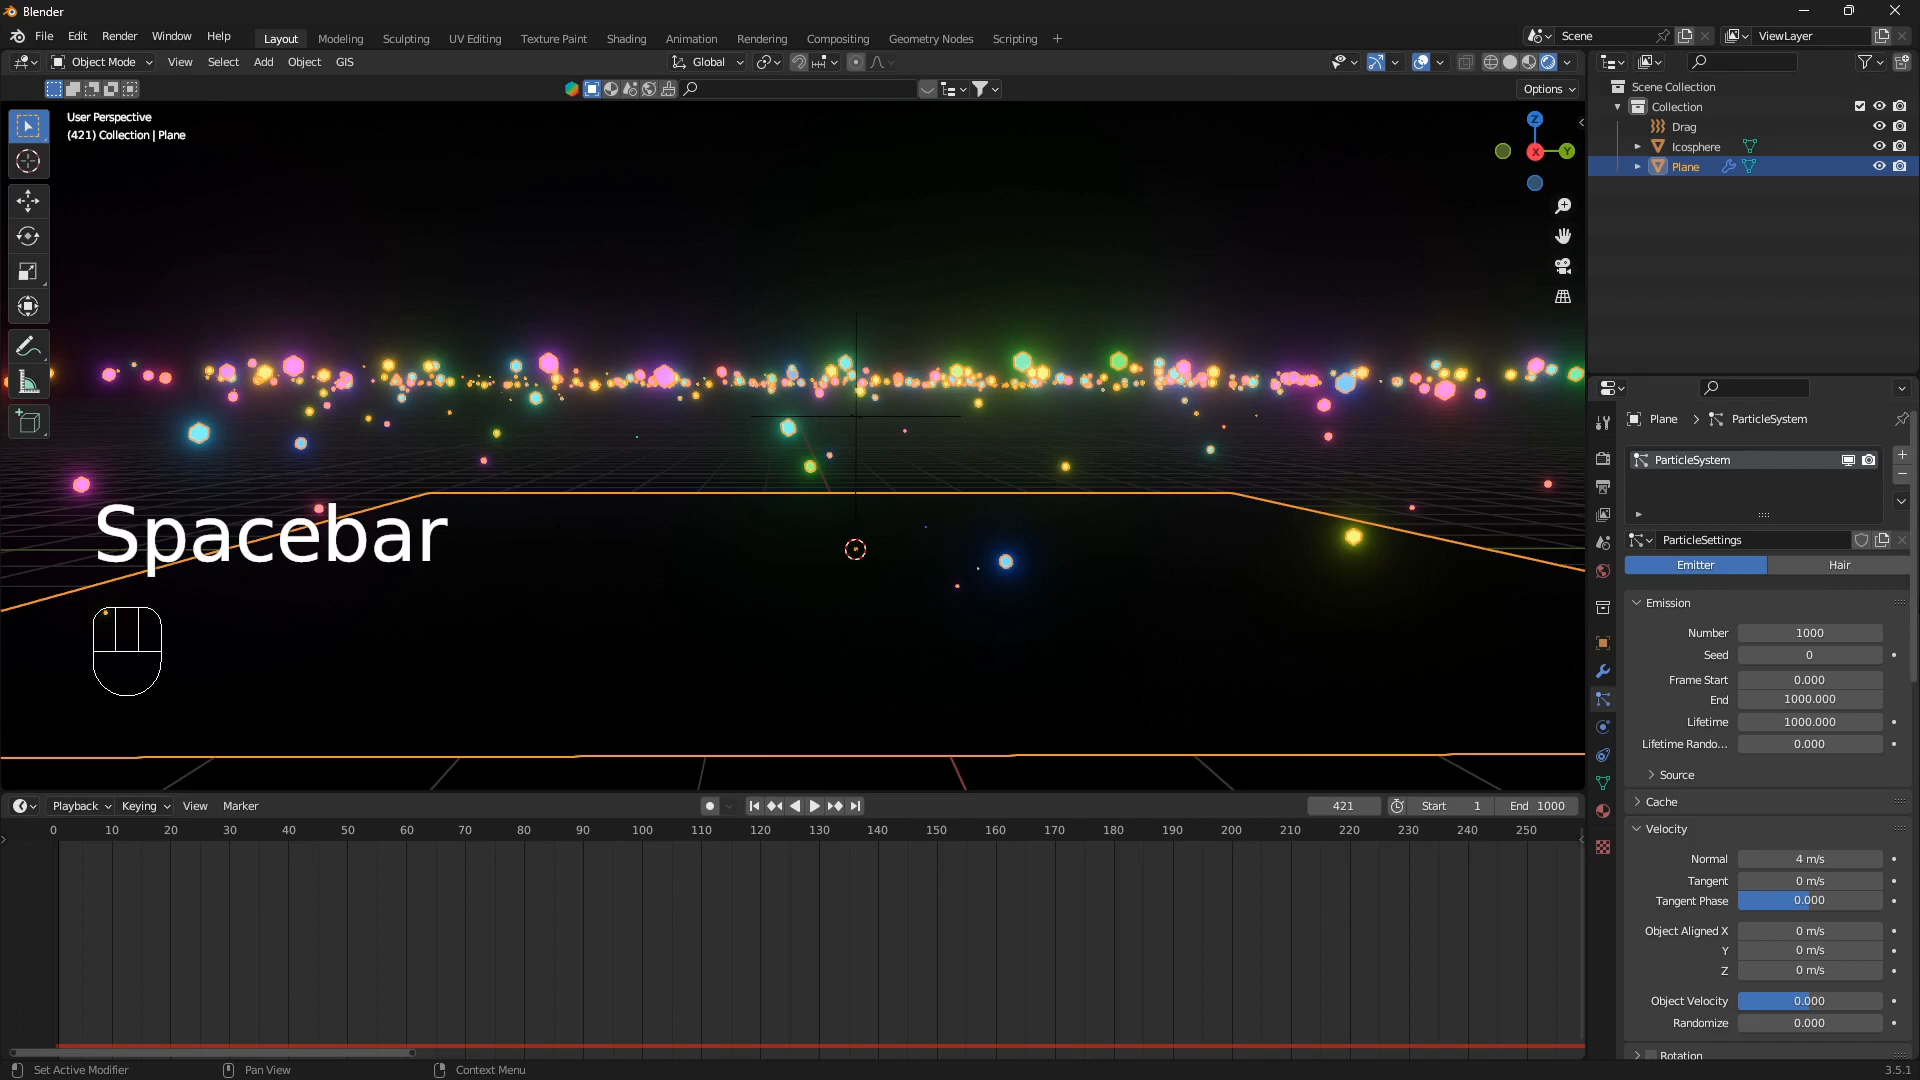 Blender
File Edit Render Window Help Layout Modeling Sculpting UV Editing Texture Paint Shading Animation Rendering Compositing Geometry Nodes Scripting + Scene ViewLayer
Object Mode View Select Add Object GIS Global
Options
User Perspective
(421) Collection | Plane
Z
X
Y
Scene Collection
Collection
Drag
Icosphere
Plane
Plane > ParticleSystem
ParticleSystem
ParticleSettings
Emitter Hair
Emission
Number 1000
Seed 0
Frame Start 0.000
End 1000.000
Lifetime 1000.000
Lifetime Rando... 0.000
Source
Cache
Velocity
Normal 4 m/s
Tangent 0 m/s
Tangent Phase 0.000
Object Aligned X 0 m/s
Y 0 m/s
Z 0 m/s
Object Velocity 0.000
Randomize 0.000
Rotation
Spacebar
Playback Keying View Marker 421 Start 1 End 1000
0 10 20 30 40 50 60 70 80 90 100 110 120 130 140 150 160 170 180 190 200 210 220 230 240 250
Set Active Modifier Pan View Context Menu 3.5.1